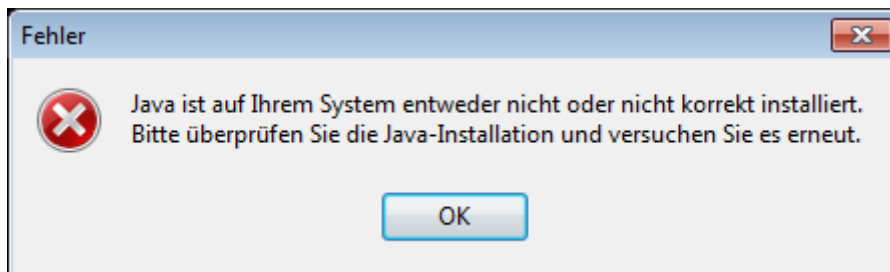 Fehler
Java ist auf Ihrem System entweder nicht oder nicht korrekt installiert.
Bitte überprüfen Sie die Java-Installation und versuchen Sie es erneut.
OK